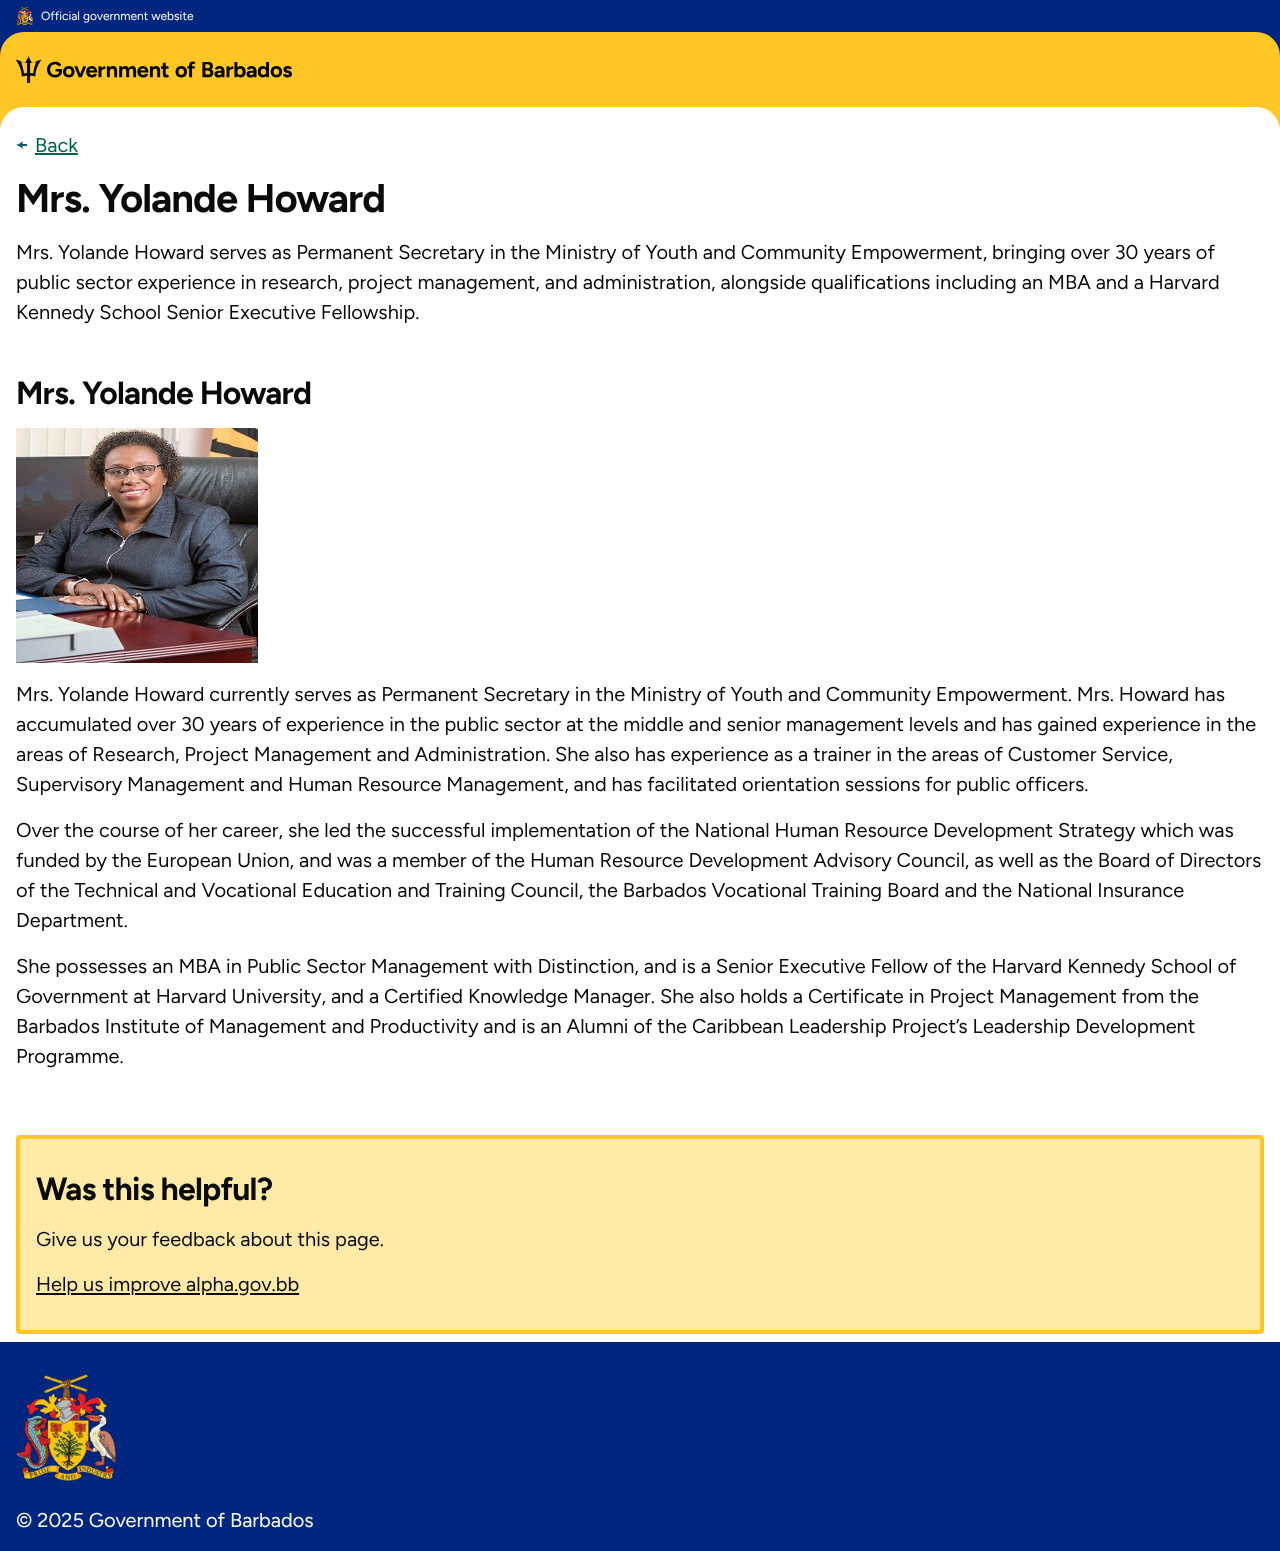 Official government website
Government of Barbados
Back
Mrs. Yolande Howard
Mrs. Yolande Howard serves as Permanent Secretary in the Ministry of Youth and Community Empowerment, bringing over 30 years of
public sector experience in research, project management, and administration, alongside qualifications including an MBA and a Harvard
Kennedy School Senior Executive Fellowship.
Mrs. Yolande Howard
Mrs. Yolande Howard currently serves as Permanent Secretary in the Ministry of Youth and Community Empowerment. Mrs. Howard has
accumulated over 30 years of experience in the public sector at the middle and senior management levels and has gained experience in the
areas of Research, Project Management and Administration. She also has experience as a trainer in the areas of Customer Service,
Supervisory Management and Human Resource Management, and has facilitated orientation sessions for public officers.
Over the course of her career, she led the successful implementation of the National Human Resource Development Strategy which was
funded by the European Union, and was a member of the Human Resource Development Advisory Council, as well as the Board of Directors
of the Technical and Vocational Education and Training Council, the Barbados Vocational Training Board and the National Insurance
Department.
She possesses an MBA in Public Sector Management with Distinction, and is a Senior Executive Fellow of the Harvard Kennedy School of
Government at Harvard University, and a Certified Knowledge Manager. She also holds a Certificate in Project Management from the
Barbados Institute of Management and Productivity and is an Alumni of the Caribbean Leadership Project’s Leadership Development
Programme.
Was this helpful?
Give us your feedback about this page.
Help us improve alpha.gov.bb
PRIDE AND INDUSTRY
© 2025 Government of Barbados